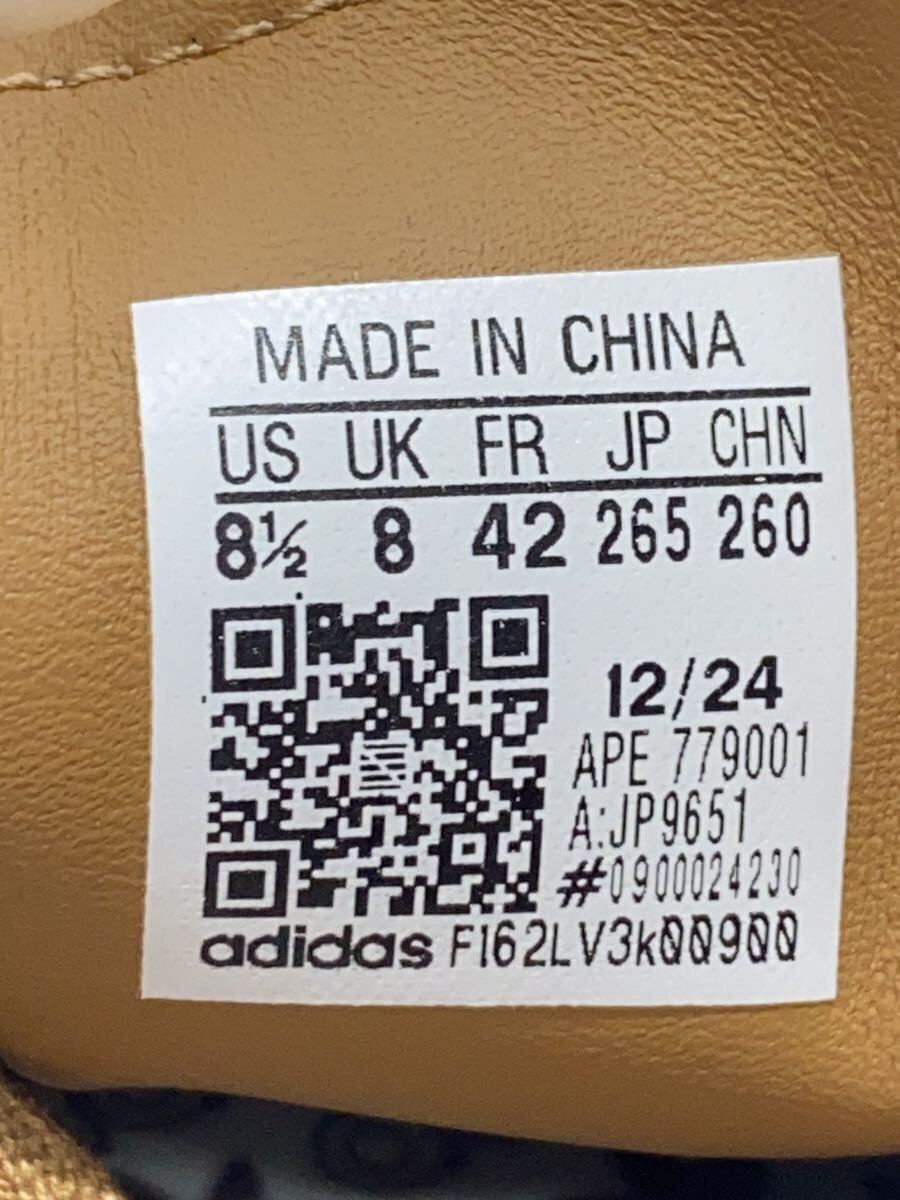 MADE IN CHINA
US UK FR JP CHN
8½ 8 42 265 260
12/24
APE 779001
A:JP9651
#0900024230
adidas F162LV3k00900